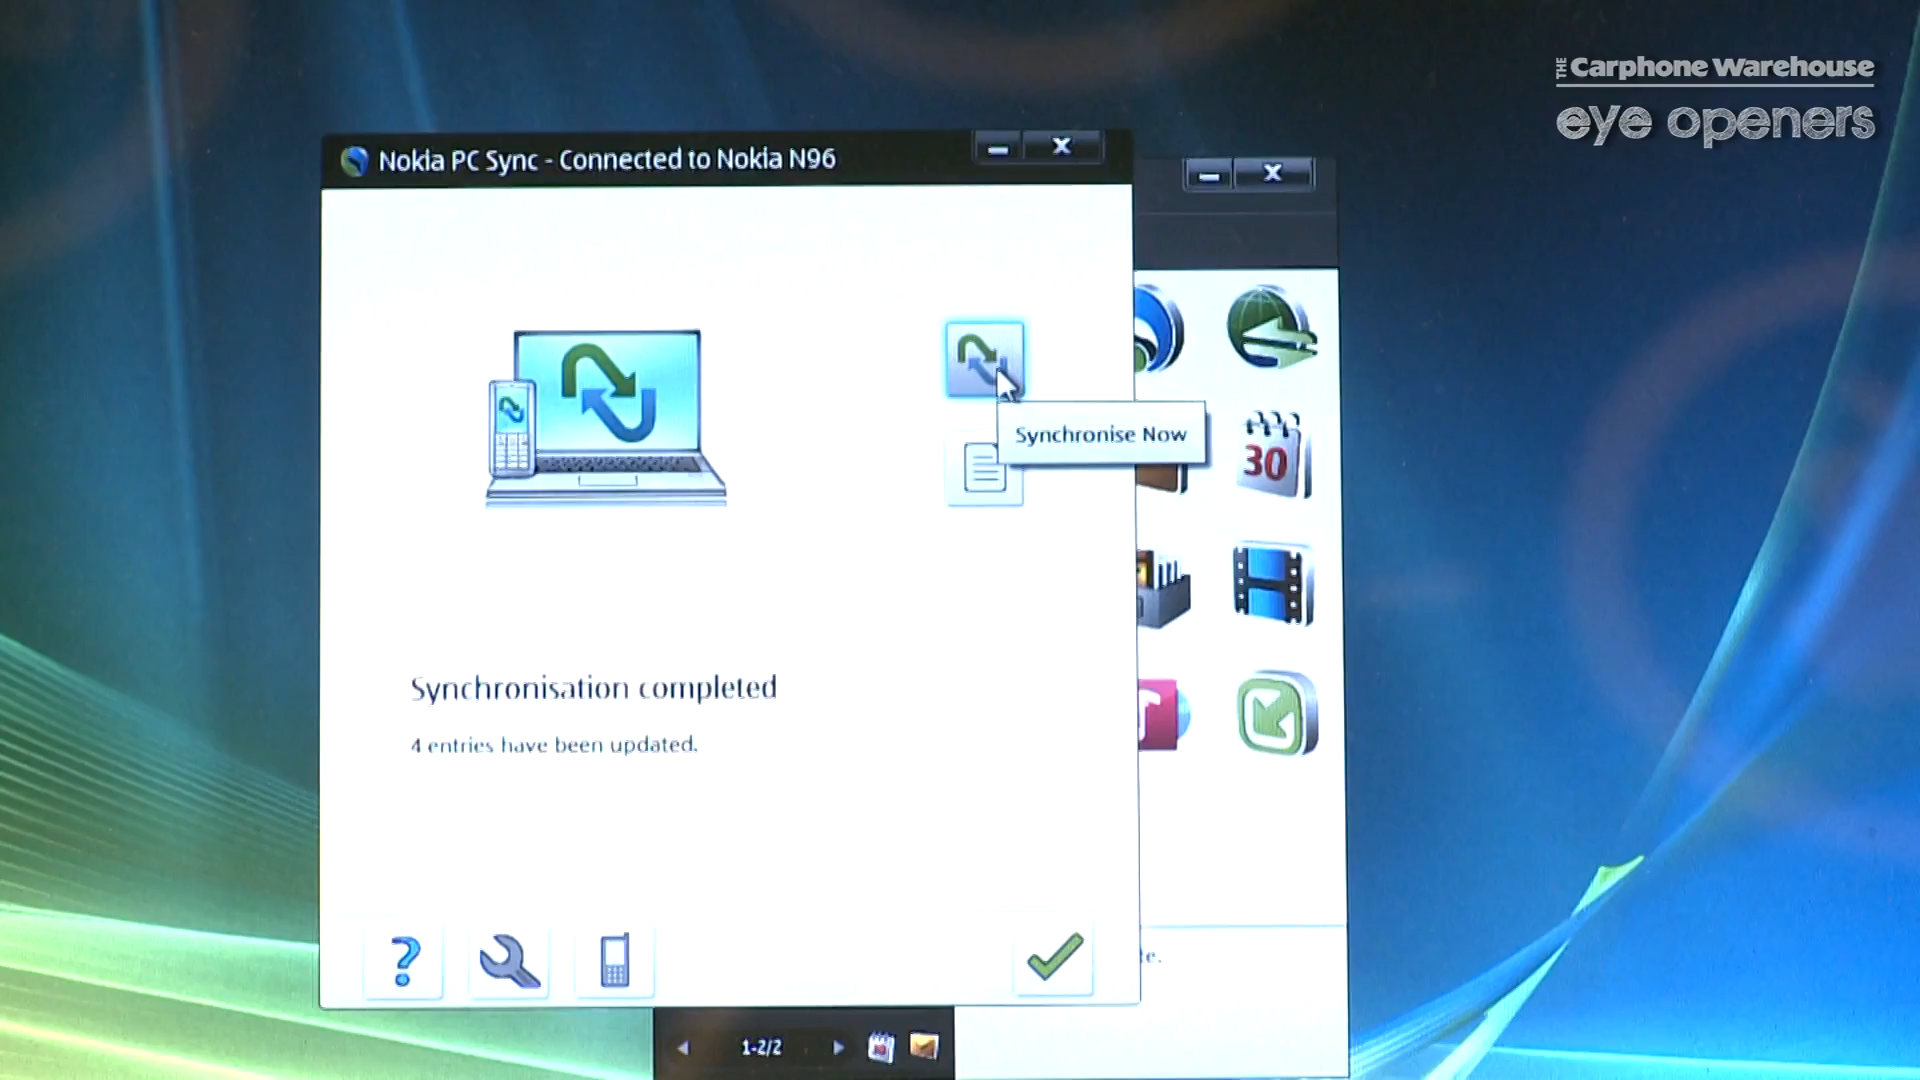 THE Carphone Warehouse
eye openers
Nokia PC Sync - Connected to Nokia N96
Synchronise Now
30
Synchronisation completed
4 entries have been updated.
1-2/2